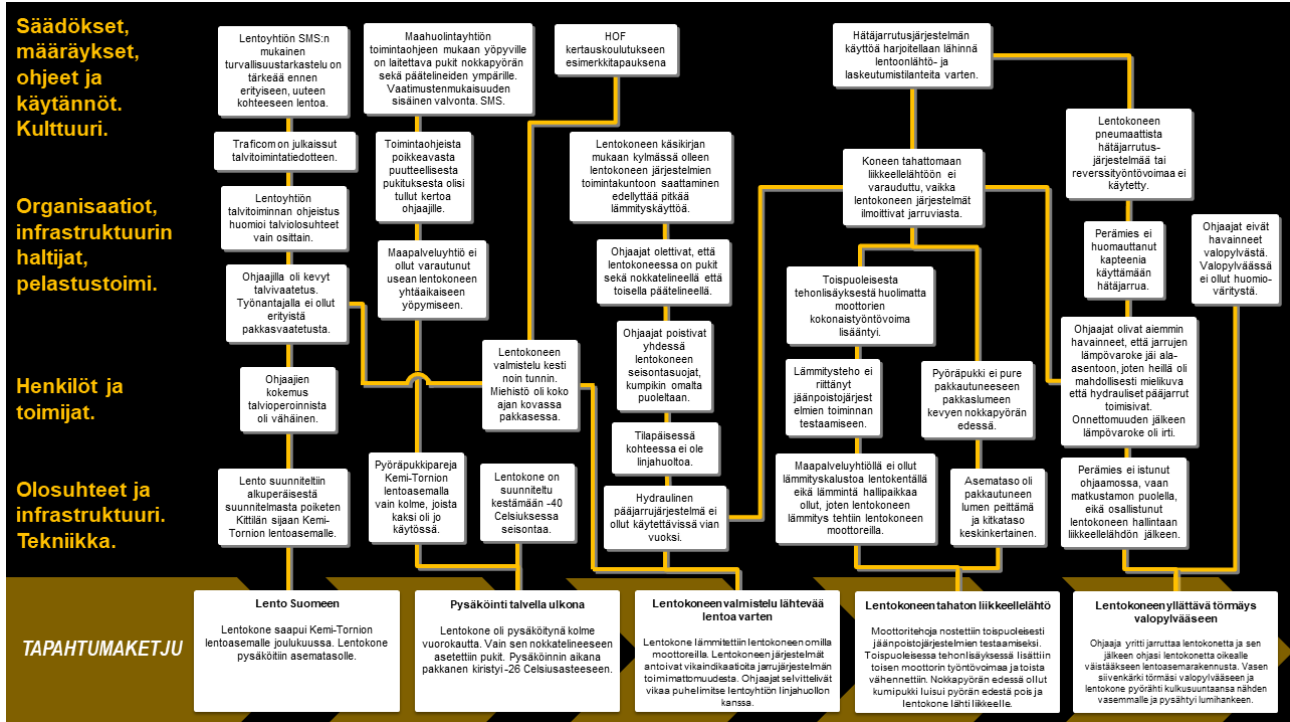 Säädökset,
määräykset,
ohjeet ja
käytännöt.
Kulttuuri.
Organisaatiot,
infrastruktuurin
haltijat,
pelastustoimi.
Henkilöt ja
toimijat.
Olosuhteet ja
infrastruktuuri.
Tekniikka.
Lentoyhtiön SMS:n
mukainen
turvallisuustarkastelu on
tärkeää ennen
erityiseen, uuteen
kohteeseen lentoa.
Traficom on julkaissut
talvitoimintatiedotteen.
Lentoyhtiön
talvitoiminnan ohjeistus
huomioi talviolosuhteet
vain osittain.
Ohjaajilla oli kevyt
talvivaatetus.
Työnantajalla ei ollut
erityistä
pakkasvaatetusta.
Ohjaajien
kokemus
talvioperoinnista
oli vähäinen.
Lento suunniteltiin
alkuperäisestä
suunnitelmasta poiketen
Kittilän sijaan Kemi-
Tornion lentoasemalle.
Maahuolintayhtiön
toimintaohjeen mukaan yöpyville
on laitettava pukit nokkapyörän
sekä päätelineiden ympärille.
Vaatimustenmukaisuuden
sisäinen valvonta. SMS.
Toimintaohjeista
poikkeavasta
puutteellisesta
pukituksesta olisi
tullut kertoa
ohjaajille.
Maapalveluyhtiö ei
ollut varautunut
usean lentokoneen
yhtäaikaiseen
yöpymiseen.
Pyöräpukkipareja
Kemi-Tornion
lentoasemalla
vain kolme, joista
kaksi oli jo
käytössä.
HOF
kertauskoulutukseen
esimerkkitapauksena
Lentokoneen
valmistelu kesti
noin tunnin.
Miehistö oli koko
ajan kovassa
pakkasessa.
Lentokone on
suunniteltu
kestämään -40
Celsiuksessa
seisontaa.
Lentokoneen käsikirjan
mukaan kylmässä olleen
lentokoneen järjestelmien
toimintakuntoon saattaminen
edellyttää pitkää
lämmityskäyttöä.
Ohjaajat olettivat, että
lentokoneessa on pukit
sekä nokkatelineellä että
toisella päätelineellä.
Ohjaajat poistivat
yhdessä
lentokoneen
seisontasuojat,
kumpikin omalta
puoleltaan.
Tilapäisessä
kohteessa ei ole
linjahuoltoa.
Hydraulinen
pääjarrujärjestelmä ei
ollut käytettävissä vian
vuoksi.
Hätäjarrutusjärjestelmän
käyttöä harjoitellaan lähinnä
lentoonlähtö- ja
laskeutumistilanteita varten.
Koneen tahattomaan
liikkeellelähtöön ei
varauduttu, vaikka
lentokoneen järjestelmät
ilmoittivat jarruviasta.
Toispuoleisesta
tehonlisäyksestä huolimatta
moottorien
kokonaistyöntövoima
lisääntyi.
Lämmitysteho ei
riittänyt
jäänpoistojärjest
elmien toiminnan
testaamiseen.
Maapalveluyhtiöllä ei ollut
lämmityskalustoa lentokentällä
eikä lämmintä hallipaikkaa
ollut, joten lentokoneen
lämmitys tehtiin lentokoneen
moottoreilla.
Pyöräpukki ei pure
pakkautuneeseen
pakkaslumeen
kevyen nokkapyörän
edessä.
Asemataso oli
pakkautuneen
lumen peittämä
ja kitkataso
keskinkertainen.
Lentokoneen
pneumaattista
hätäjarrutus-
järjestelmää tai
reverssityöntövoimaa ei
käytetty.
Perämies ei
huomauttanut
kapteenia
käyttämään
hätäjarrua.
Ohjaajat eivät
havainneet
valopylvästä.
Valopylväässä
ei ollut huomio-
väritystä.
Ohjaajat olivat aiemmin
havainneet, että jarrujen
lämpövaroke jäi ala-
asentoon, joten heillä oli
mahdollisesti mielikuva
että hydrauliset pääjarrut
toimisivat.
Onnettomuuden jälkeen
lämpövaroke oli irti.
Perämies ei istunut
ohjaamossa, vaan
matkustamon puolella,
eikä osallistunut
lentokoneen hallintaan
liikkeellelähdön jälkeen.
TAPAHTUMAKETJU
Lento Suomeen
Lentokone saapui Kemi-Tornion
lentoasemalle joulukuussa. Lentokone
pysäköitiin asematasolle.
Pysäköinti talvella ulkona
Lentokone oli pysäköitynä kolme
vuorokautta. Vain sen nokkatelineeseen
asetettiin pukit. Pysäköinnin aikana
pakkanen kiristyi -26 Celsiusasteeseen.
Lentokoneen valmistelu lähtevää
lentoa varten
Lentokone lämmitettiin lentokoneen omilla
moottoreilla. Lentokoneen järjestelmät
antoivat vikaindikaatioita jarrujärjestelmän
toimimattomuudesta. Ohjaajat selvittelivät
vikaa puhelimitse lentoyhtiön linjahuollon
kanssa.
Lentokoneen tahaton liikkeellelähtö
Moottoritehoja nostettiin toispuoleisesti
jäänpoistojärjestelmien testaamiseksi.
Toispuoleisessa tehonlisäyksessä lisättiin
toisen moottorin työntövoimaa ja toista
vähennettiin. Nokkapyörän edessä ollut
kumipukki luisui pyörän edestä pois ja
lentokone lähti liikkeelle.
Lentokoneen yllättävä törmäys
valopylvääseen
Ohjaaja yritti jarruttaa lentokonetta ja sen
jälkeen ohjasi lentokonetta oikealle
väistääkseen lentoasemarakennusta. Vasen
siivenkärki törmäsi valopylvääseen ja
lentokone pyörähti kulkusuuntaansa nähden
vasemmalle ja pysähtyi lumihankeen.